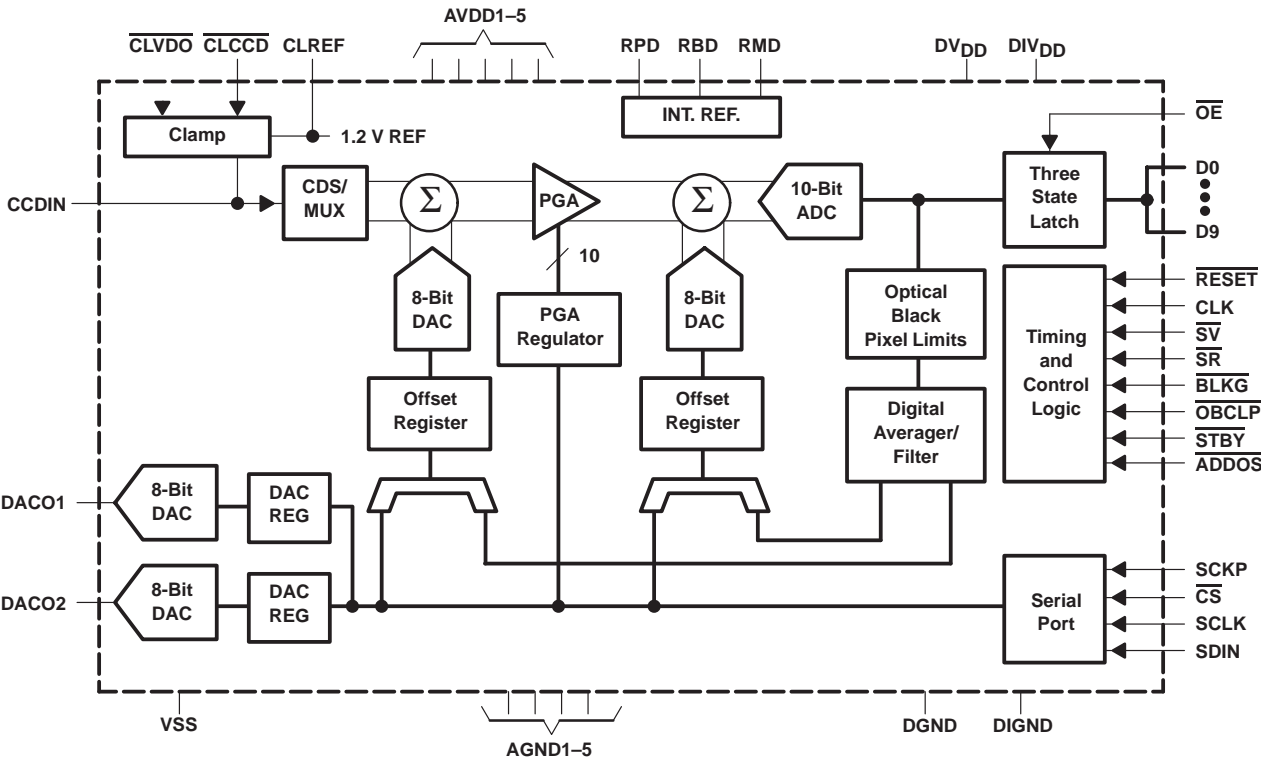 AVDD1–5
CLVDO CLCCD CLREF
RPD RBD RMD
DVDD DIVDD
INT. REF.
OE
Clamp
1.2 V REF
CCDIN
CDS/
MUX
Σ
PGA
Σ
10-Bit
ADC
Three
State
Latch
D0
D9
10
8-Bit
DAC
PGA
Regulator
8-Bit
DAC
Optical
Black
Pixel Limits
Timing
and
Control
Logic
RESET
CLK
SV
SR
BLKG
OBCLP
STBY
ADDOS
Offset
Register
Offset
Register
Digital
Averager/
Filter
DACO1
8-Bit
DAC
DAC
REG
DACO2
8-Bit
DAC
DAC
REG
Serial
Port
SCKP
CS
SCLK
SDIN
VSS
AGND1–5
DGND
DIGND